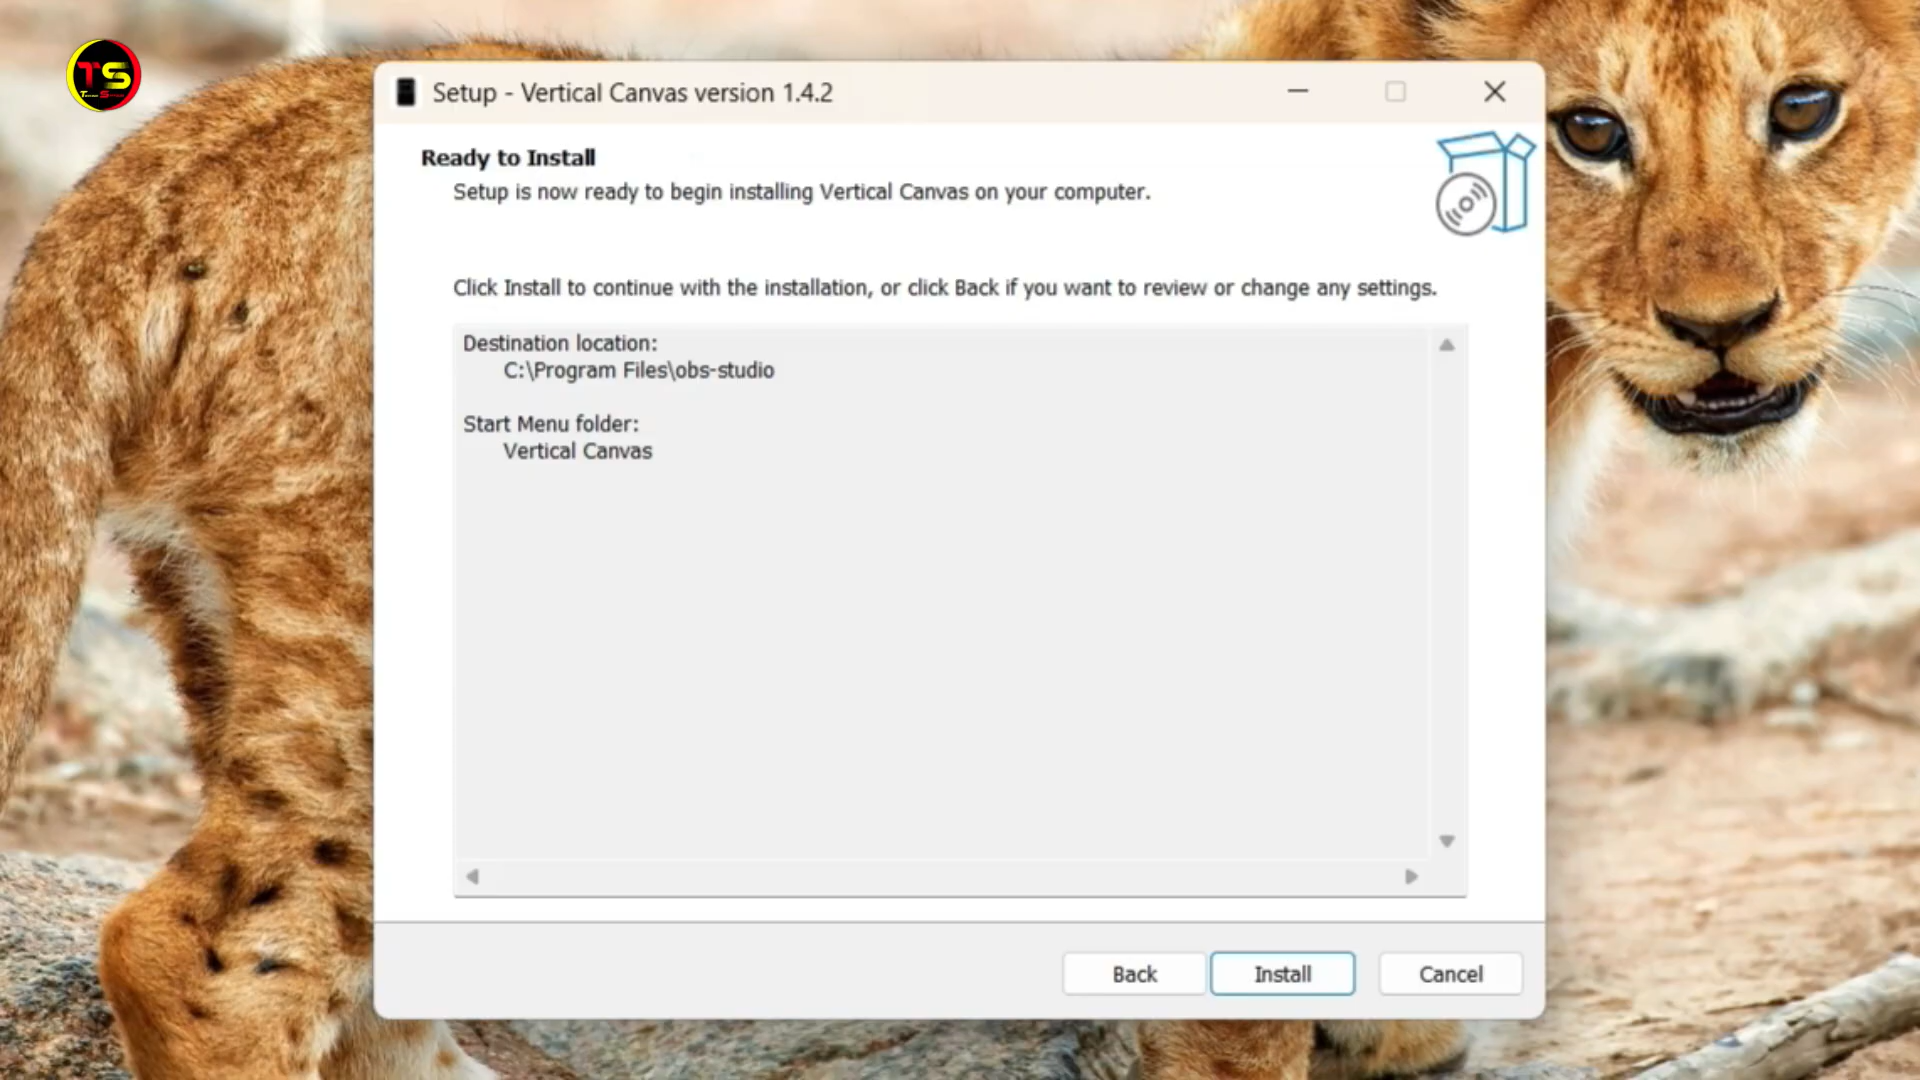 TS
Setup - Vertical Canvas version 1.4.2
Ready to Install
Setup is now ready to begin installing Vertical Canvas on your computer.
Click Install to continue with the installation, or click Back if you want to review or change any settings.
Destination location:
C:\Program Files\obs-studio
Start Menu folder:
Vertical Canvas
Back
Install
Cancel